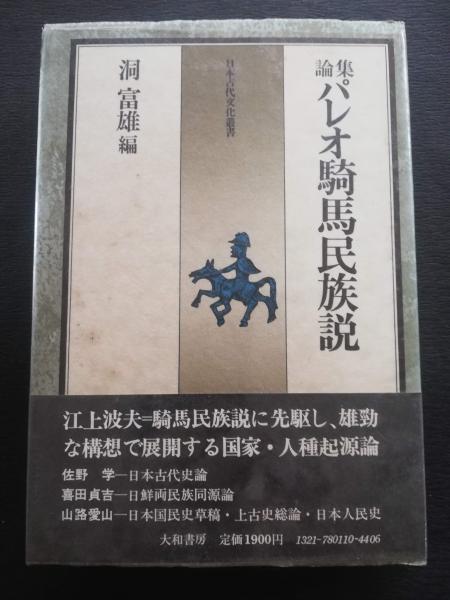 論集
パレオ騎馬民族説
日本古代文化叢書
洞 富雄編
江上波夫=騎馬民族説に先駆し、雄勁
な構想で展開する国家・人種起源論
佐野 学―日本古代史論
喜田貞吉―日鮮両民族同源論
山路愛山―日本国民史草稿・上古史総論・日本人民史
大和書房 定価1900円 1321-780110-4406